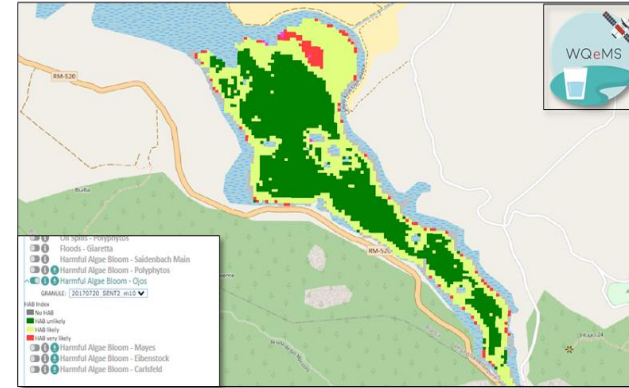 WQeMS
RM-520
Bullas
RM-520
Oil Spills - Polyphytos
Floods - Giaretta
Harmful Algae Bloom - Saidenbach Main
Harmful Algae Bloom - Polyphytos
Harmful Algae Bloom - Ojos
GRANULE: 20170720_SENT2_m10
HAB Index
No HAB
HAB unlikely
HAB likely
HAB very likely
Harmful Algae Bloom - Mayes
Harmful Algae Bloom - Eibenstock
Harmful Algae Bloom - Carlsfeld